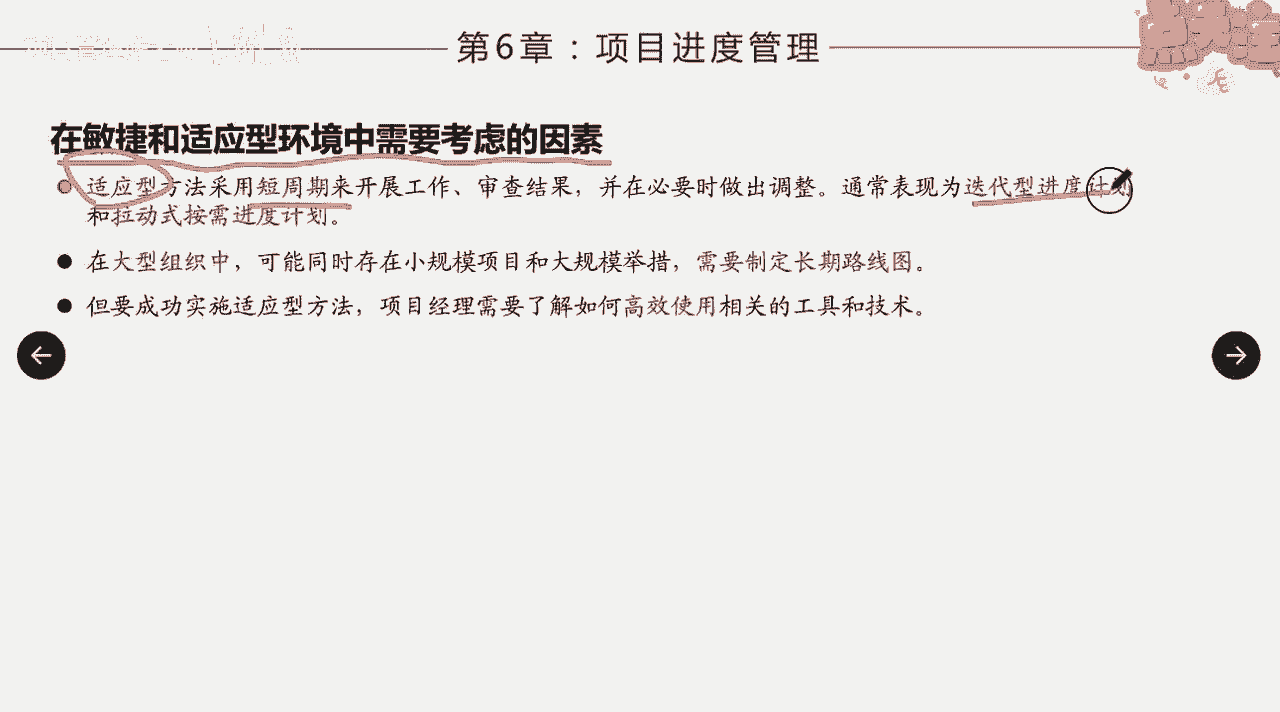 第6章：项目进度管理
在敏捷和适应型环境中需要考虑的因素
适应型方法采用短周期来开展工作、审查结果，并在必要时做出调整。通常表现为迭代型进度计划
和拉动式按需进度计划。
在大型组织中，可能同时存在小规模项目和大规模举措，需要制定长期路线图。
但要成功实施适应型方法，项目经理需要了解如何高效使用相关的工具和技术。